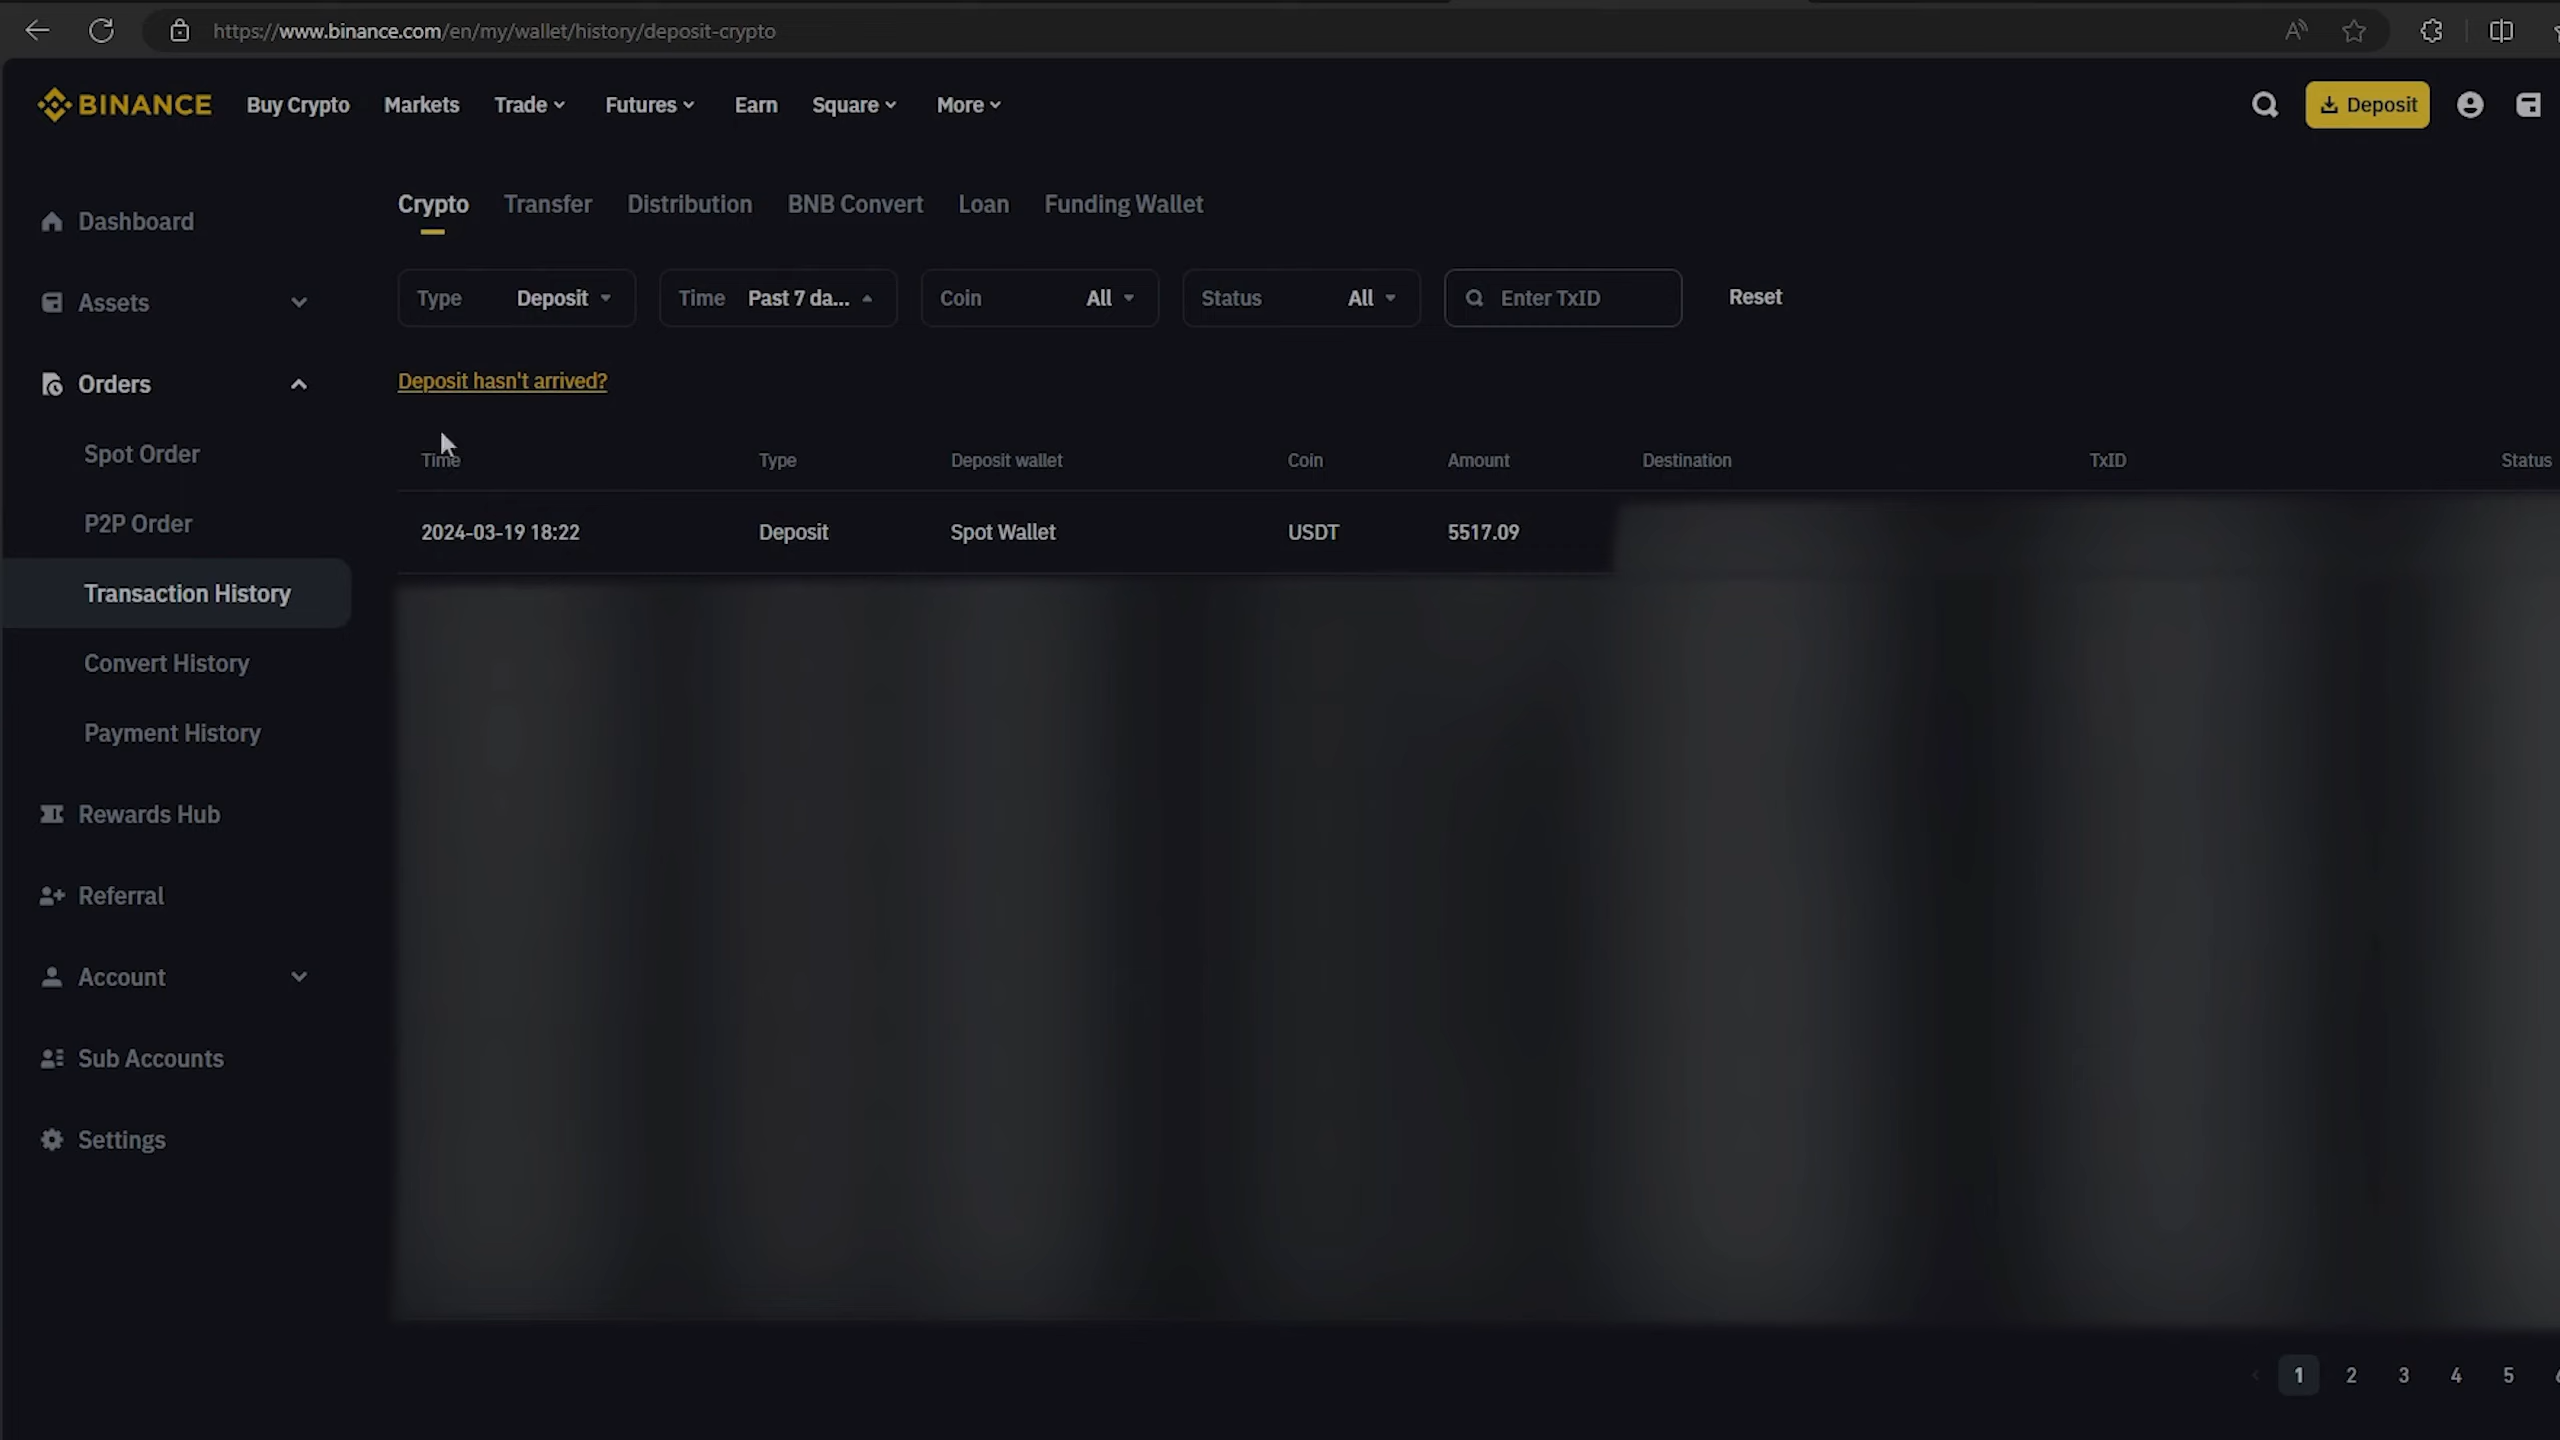 https://www.binance.com/en/my/wallet/history/deposit-crypto
BINANCE Buy Crypto Markets Trade Futures Earn Square More Deposit
Crypto Transfer Distribution BNB Convert Loan Funding Wallet
Dashboard
Type Deposit Time Past 7 da... Coin All Status All Enter TxID Reset
Assets
Deposit hasn't arrived?
Orders
Time Type Deposit wallet Coin Amount Destination TxID Status
Spot Order
2024-03-19 18:22 Deposit Spot Wallet USDT 5517.09
P2P Order
Transaction History
Convert History
Payment History
Rewards Hub
Referral
Account
Sub Accounts
Settings
1 2 3 4 5